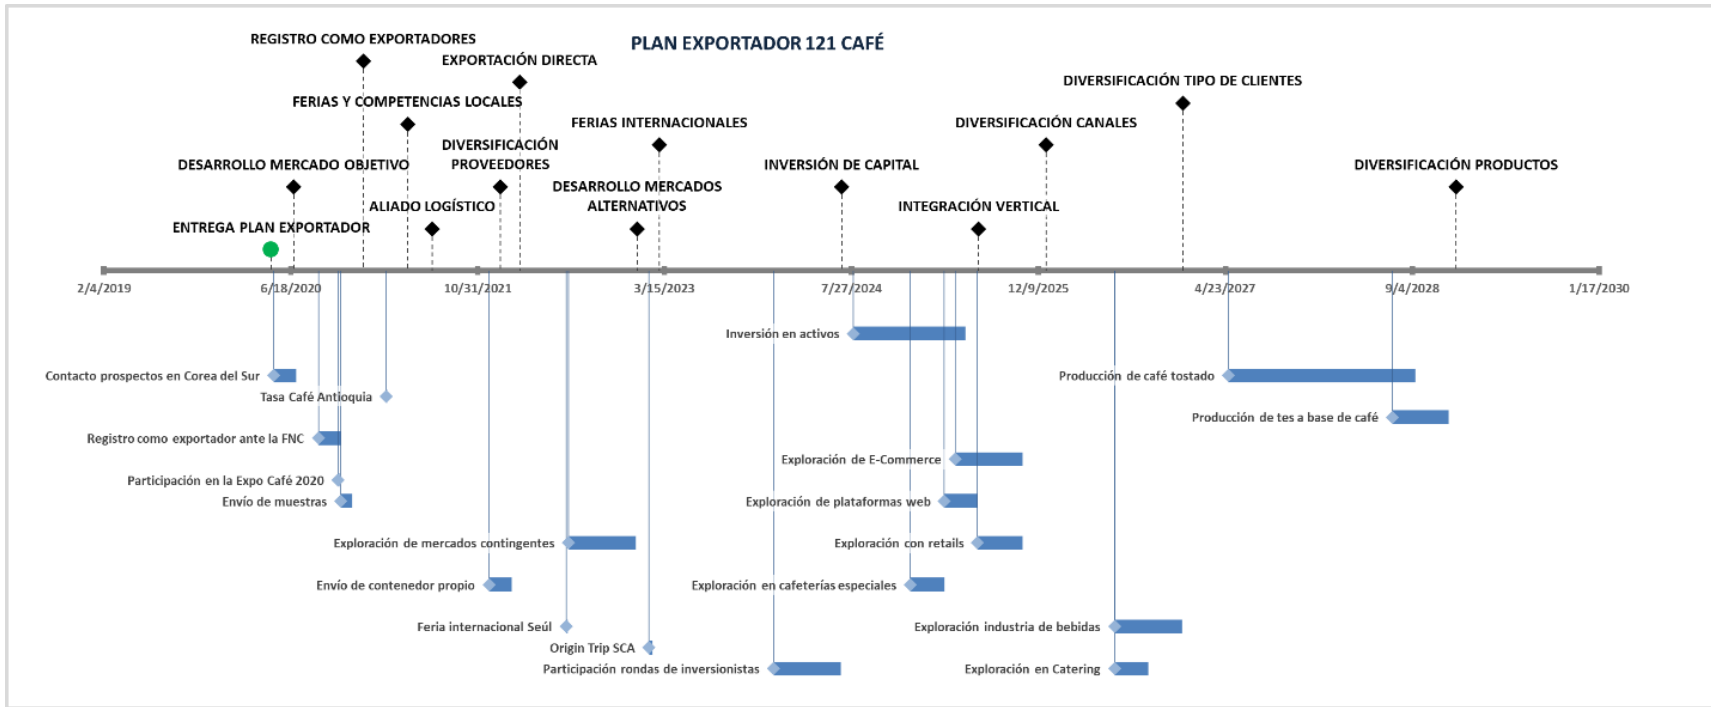 REGISTRO COMO EXPORTADORES
PLAN EXPORTADOR 121 CAFÉ
EXPORTACIÓN DIRECTA
DIVERSIFICACIÓN TIPO DE CLIENTES
FERIAS Y COMPETENCIAS LOCALES
FERIAS INTERNACIONALES
DIVERSIFICACIÓN CANALES
DIVERSIFICACIÓN
PROVEEDORES
DESARROLLO MERCADO OBJETIVO
INVERSIÓN DE CAPITAL
DIVERSIFICACIÓN PRODUCTOS
DESARROLLO MERCADOS
ALTERNATIVOS
ALIADO LOGÍSTICO
INTEGRACIÓN VERTICAL
ENTREGA PLAN EXPORTADOR
2/4/2019
6/18/2020
10/31/2021
3/15/2023
7/27/2024
12/9/2025
4/23/2027
9/4/2028
1/17/2030
Inversión en activos
Contacto prospectos en Corea del Sur
Producción de café tostado
Tasa Café Antioquia
Producción de tes a base de café
Registro como exportador ante la FNC
Exploración de E-Commerce
Participación en la Expo Café 2020
Envío de muestras
Exploración de plataformas web
Exploración de mercados contingentes
Exploración con retails
Envío de contenedor propio
Exploración en cafeterías especiales
Feria internacional Seúl
Exploración industria de bebidas
Origin Trip SCA
Participación rondas de inversionistas
Exploración en Catering